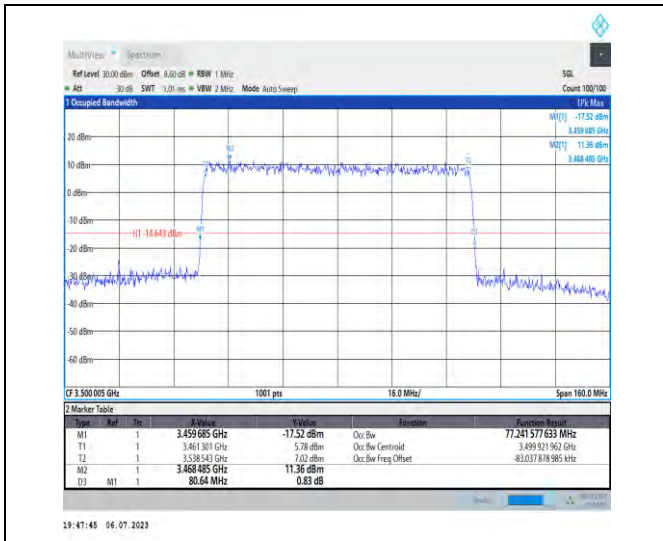 MultiView Spectrum
Ref Level 30.00 dBm Offset 8.60 dB RBW 1 MHz SGL
Att 30 dB SWT 1.01 ms VBW 2 MHz Mode Auto Sweep Count 100/100
1 Occupied Bandwidth 1Pk Max
M1[1] -17.52 dBm
3.459 685 GHz
M2[1] 11.36 dBm
3.468 485 GHz
20 dBm
M2
T1 T2
10 dBm
0 dBm
-10 dBm
H1 -14.643 dBm M1 D3
-20 dBm
-30 dBm
-40 dBm
-50 dBm
-60 dBm
CF 3.500 005 GHz 1001 pts 16.0 MHz/ Span 160.0 MHz
2 Marker Table
Type Ref Trc X-Value Y-Value Function Function Result
M1 1 3.459 685 GHz -17.52 dBm Occ Bw 77.241 577 633 MHz
T1 1 3.461 301 GHz 5.78 dBm Occ Bw Centroid 3.499 921 962 GHz
T2 1 3.538 543 GHz 7.02 dBm Occ Bw Freq Offset -83.037 878 985 kHz
M2 1 3.468 485 GHz 11.36 dBm
D3 M1 1 80.64 MHz 0.83 dB
19:47:45 06.07.2023